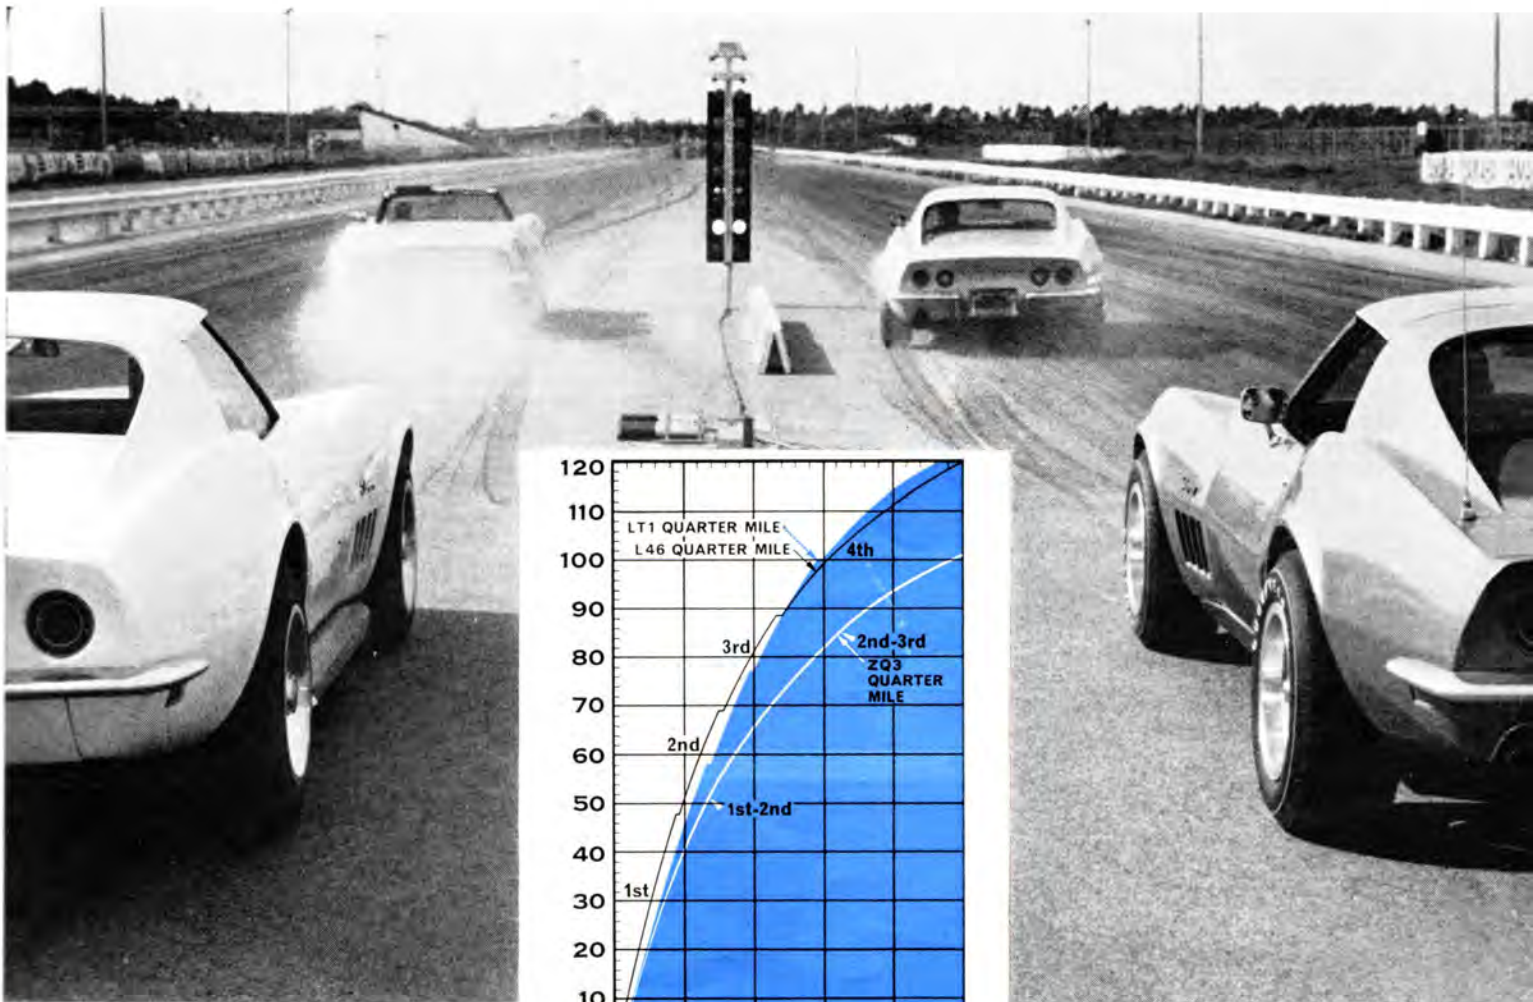 120
110
LT1 QUARTER MILE
L46 QUARTER MILE
100
4th
90
3rd
2nd-3rd
80
ZQ3
QUARTER
MILE
70
2nd
60
50
1st-2nd
40
1st
30
20
10